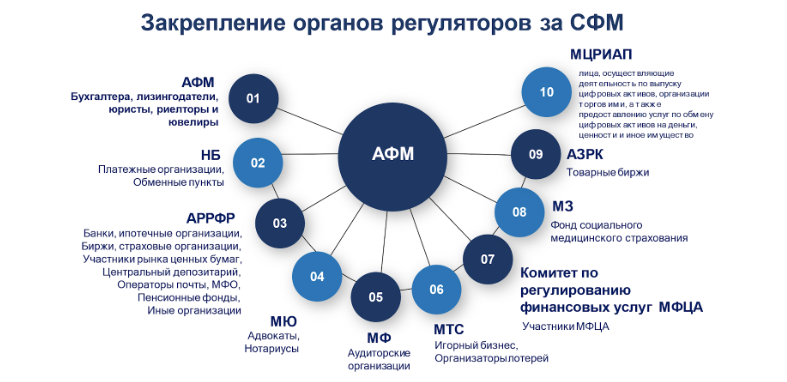 Закрепление органов регуляторов за СФМ
АФМ
01
АФМ
Бухгалтера, лизингодатели,
юристы, риелторы и
ювелиры
02
НБ
Платежные организации,
Обменные пункты
03
АРРФР
Банки, ипотечные организации,
Биржи, страховые организации,
Участники рынка ценных бумаг,
Центральный депозитарий,
Операторы почты, МФО,
Пенсионные фонды,
Иные организации
04
МЮ
Адвокаты,
Нотариусы
05
МФ
Аудиторские
организации
06
МТС
Игорный бизнес,
Организаторы лотерей
07
Комитет по
регулированию
финансовых услуг МФЦА
Участники МФЦА
08
МЗ
Фонд социального
медицинского страхования
09
АЗРК
Товарные биржи
10
МЦРИАП
лица, осуществляющие
деятельность по выпуску
цифровых активов, организации
торгов ими, а также
предоставлению услуг по обмену
цифровых активов на деньги,
ценности и иное имущество